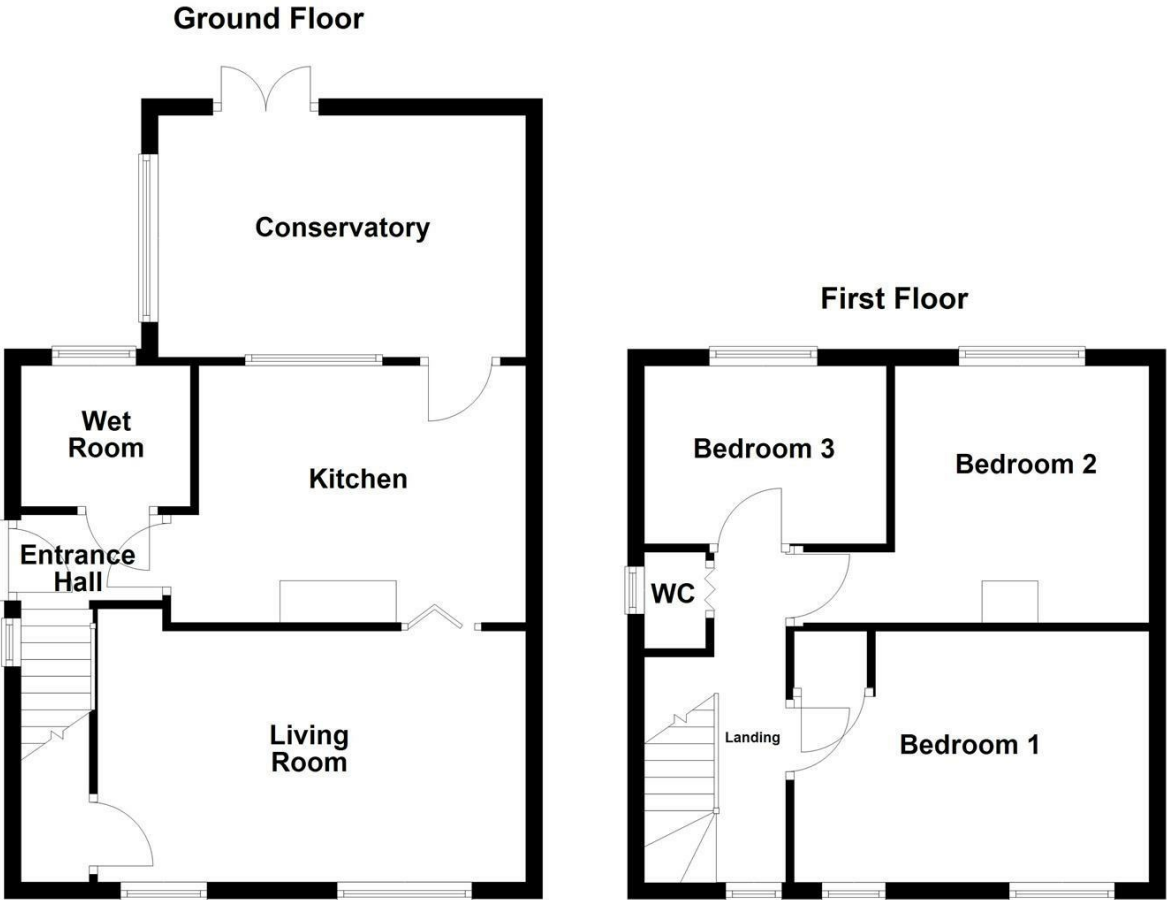 Ground Floor
Conservatory
Wet
Room
Kitchen
Entrance
Hall
Living
Room
First Floor
Bedroom 3
Bedroom 2
WC
Landing
Bedroom 1